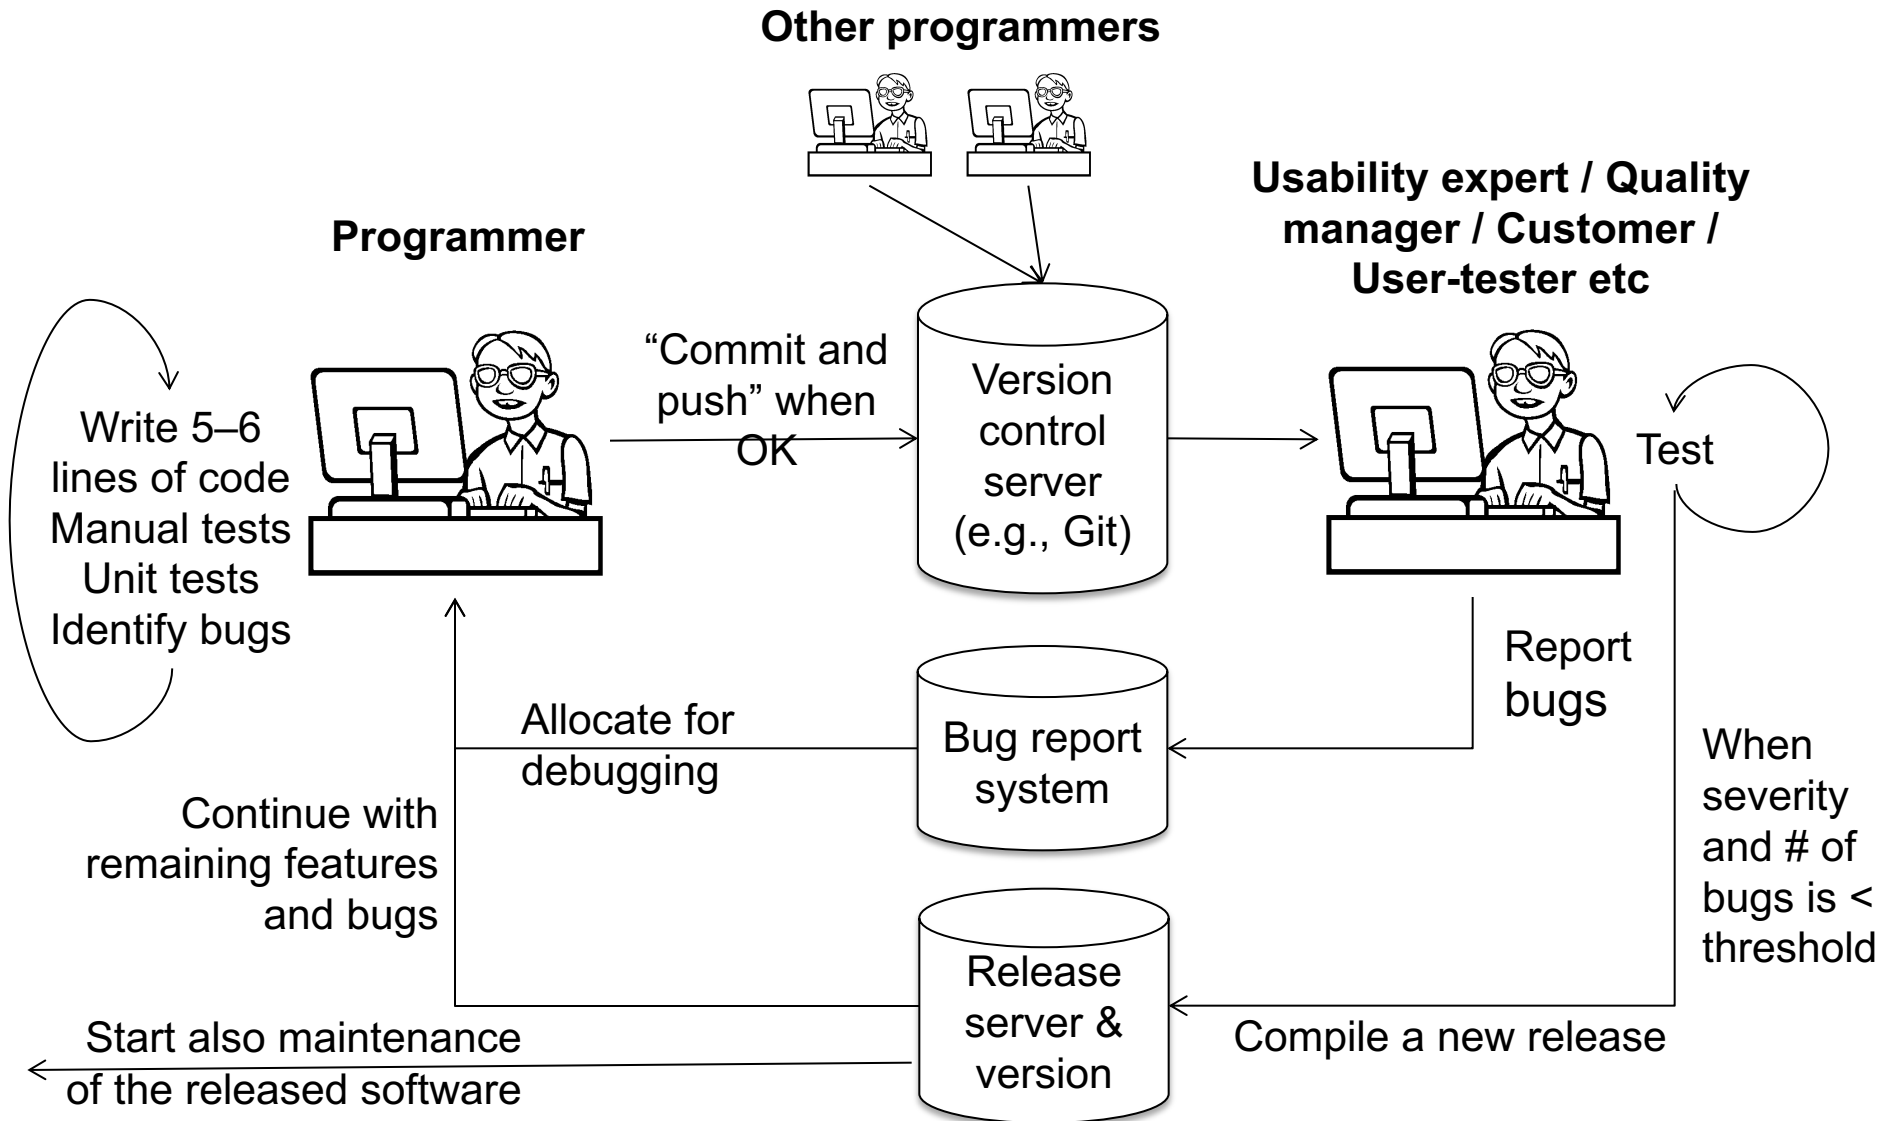 Other programmers
Usability expert / Quality
manager / Customer /
User-tester etc
Programmer
“Commit and
push” when
OK
Version
control
server
(e.g., Git)
Write 5–6
lines of code
Manual tests
Unit tests
Identify bugs
Test
Report
bugs
Allocate for
debugging
Bug report
system
When
severity
and # of
bugs is <
threshold
Continue with
remaining features
and bugs
Release
server &
version
Compile a new release
Start also maintenance
of the released software